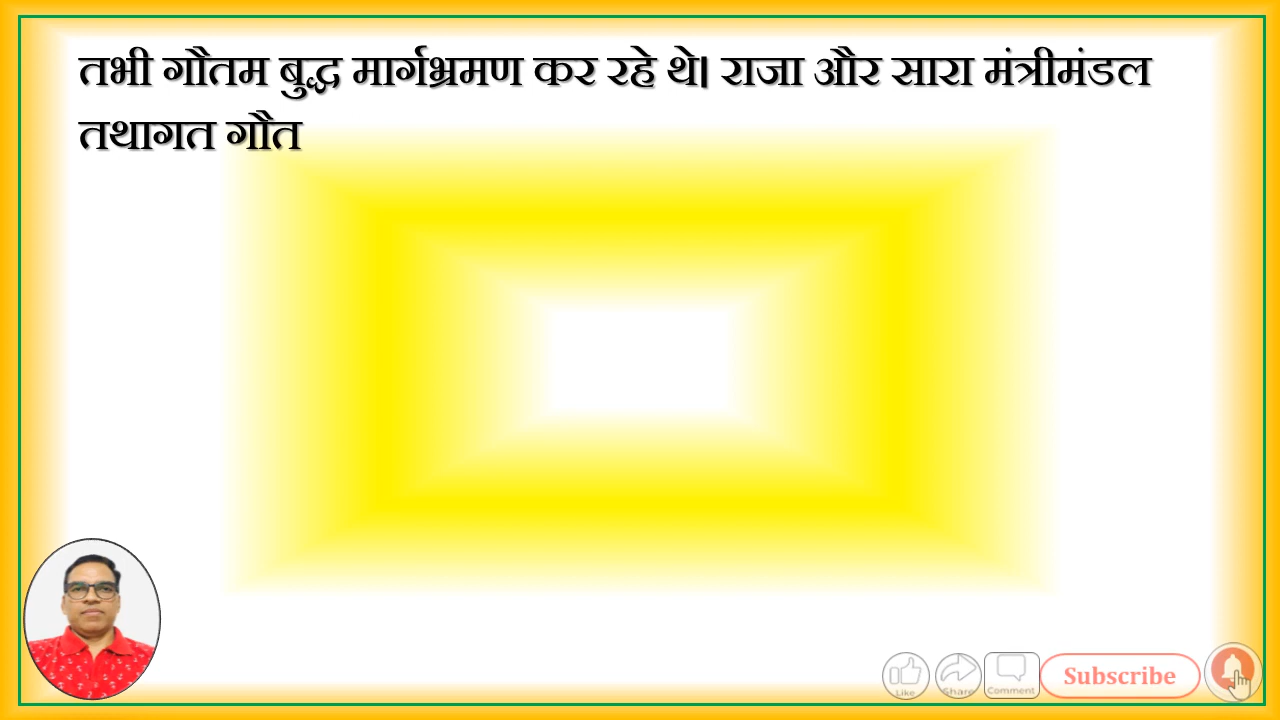 तभी गौतम बुद्ध मार्गभ्रमण कर रहे थे। राजा और सारा मंत्रीमंडल
तथागत गौत
Like
Share
Comment
Subscribe